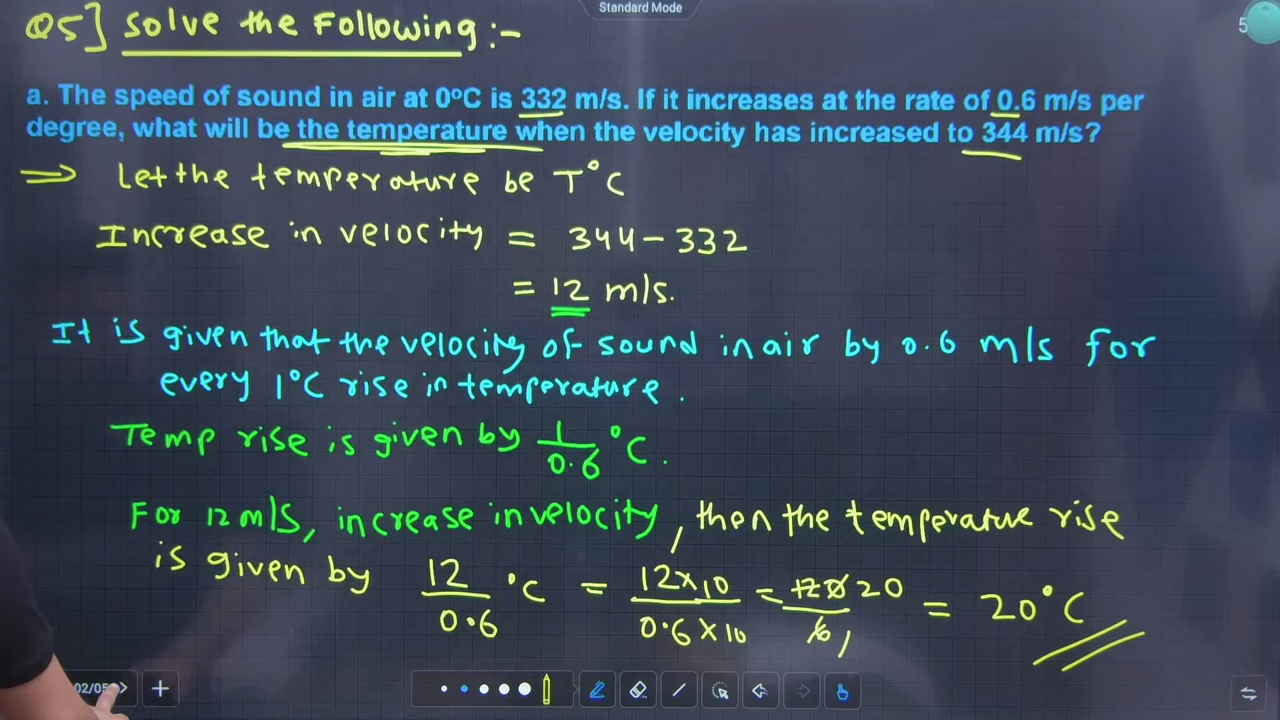 Standard Mode
5
Q5] Solve the Following :-
a. The speed of sound in air at 0ºC is 332 m/s. If it increases at the rate of 0.6 m/s per
degree, what will be the temperature when the velocity has increased to 344 m/s?
⇒ Let the temperature be T°C
Increase in velocity = 344 - 332
= 12 m/s.
It is given that the velocity of sound in air by 0.6 m/s for
every 1°C rise in temperature.
Temp rise is given by 1/0.6 °C.
For 12 m/s, increase in velocity, then the temperature rise
is given by 12/0.6 °C = 12×10/0.6×10 = 120/6 20/1 = 20°C
02/05 >